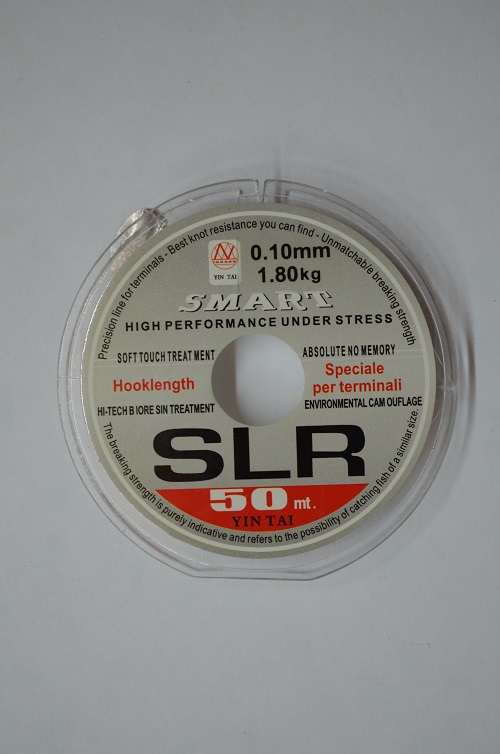 Precision line for terminals - Best knot resistance you can find - Unmatchable breaking strength
YIN TAI
0.10mm
1.80kg
SMART
HIGH PERFORMANCE UNDER STRESS
SOFT TOUCH TREAT MENT
ABSOLUTE NO MEMORY
Hooklength
Speciale
per terminali
HI-TECH B IORE SIN TREATMENT
ENVIRONMENTAL CAM OUFLAGE
SLR
50 mt.
YIN TAI
The breaking strength is purely indicative and refers to the possibility of catching fish of a similar size.